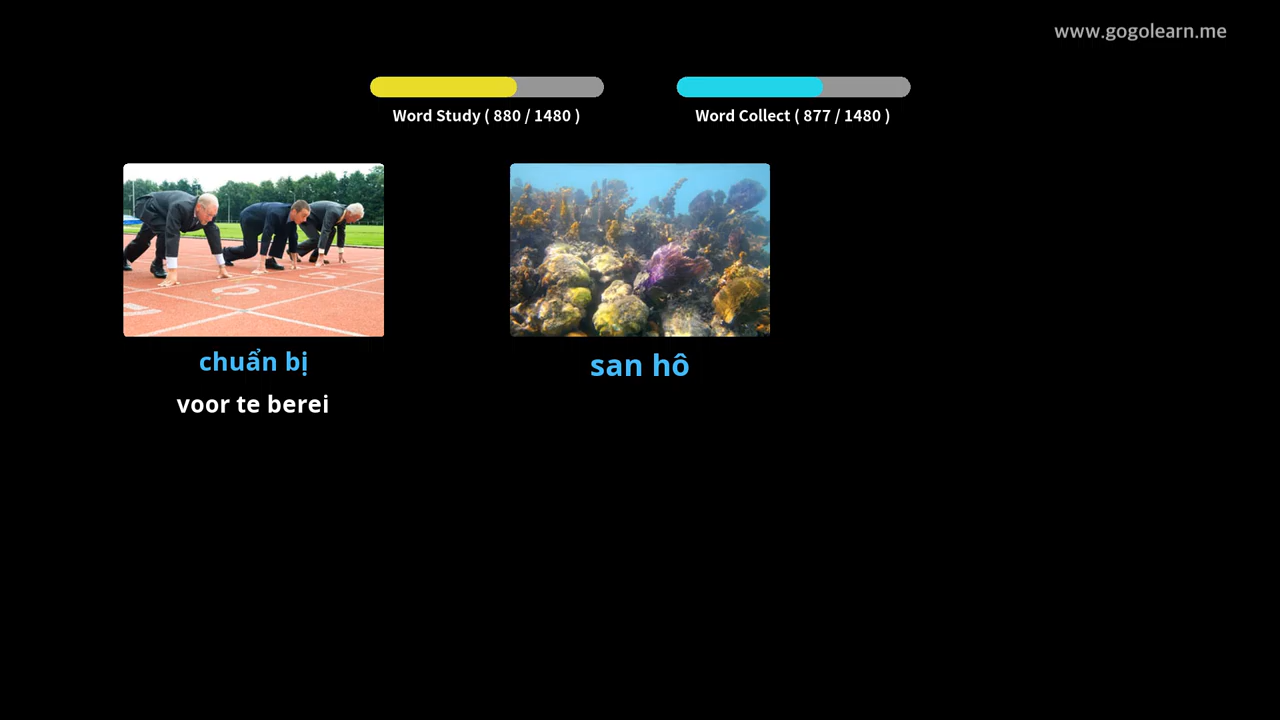 www.gogolearn.me
Word Study ( 880 / 1480 )
Word Collect ( 877 / 1480 )
chuẩn bị
voor te berei
san hô